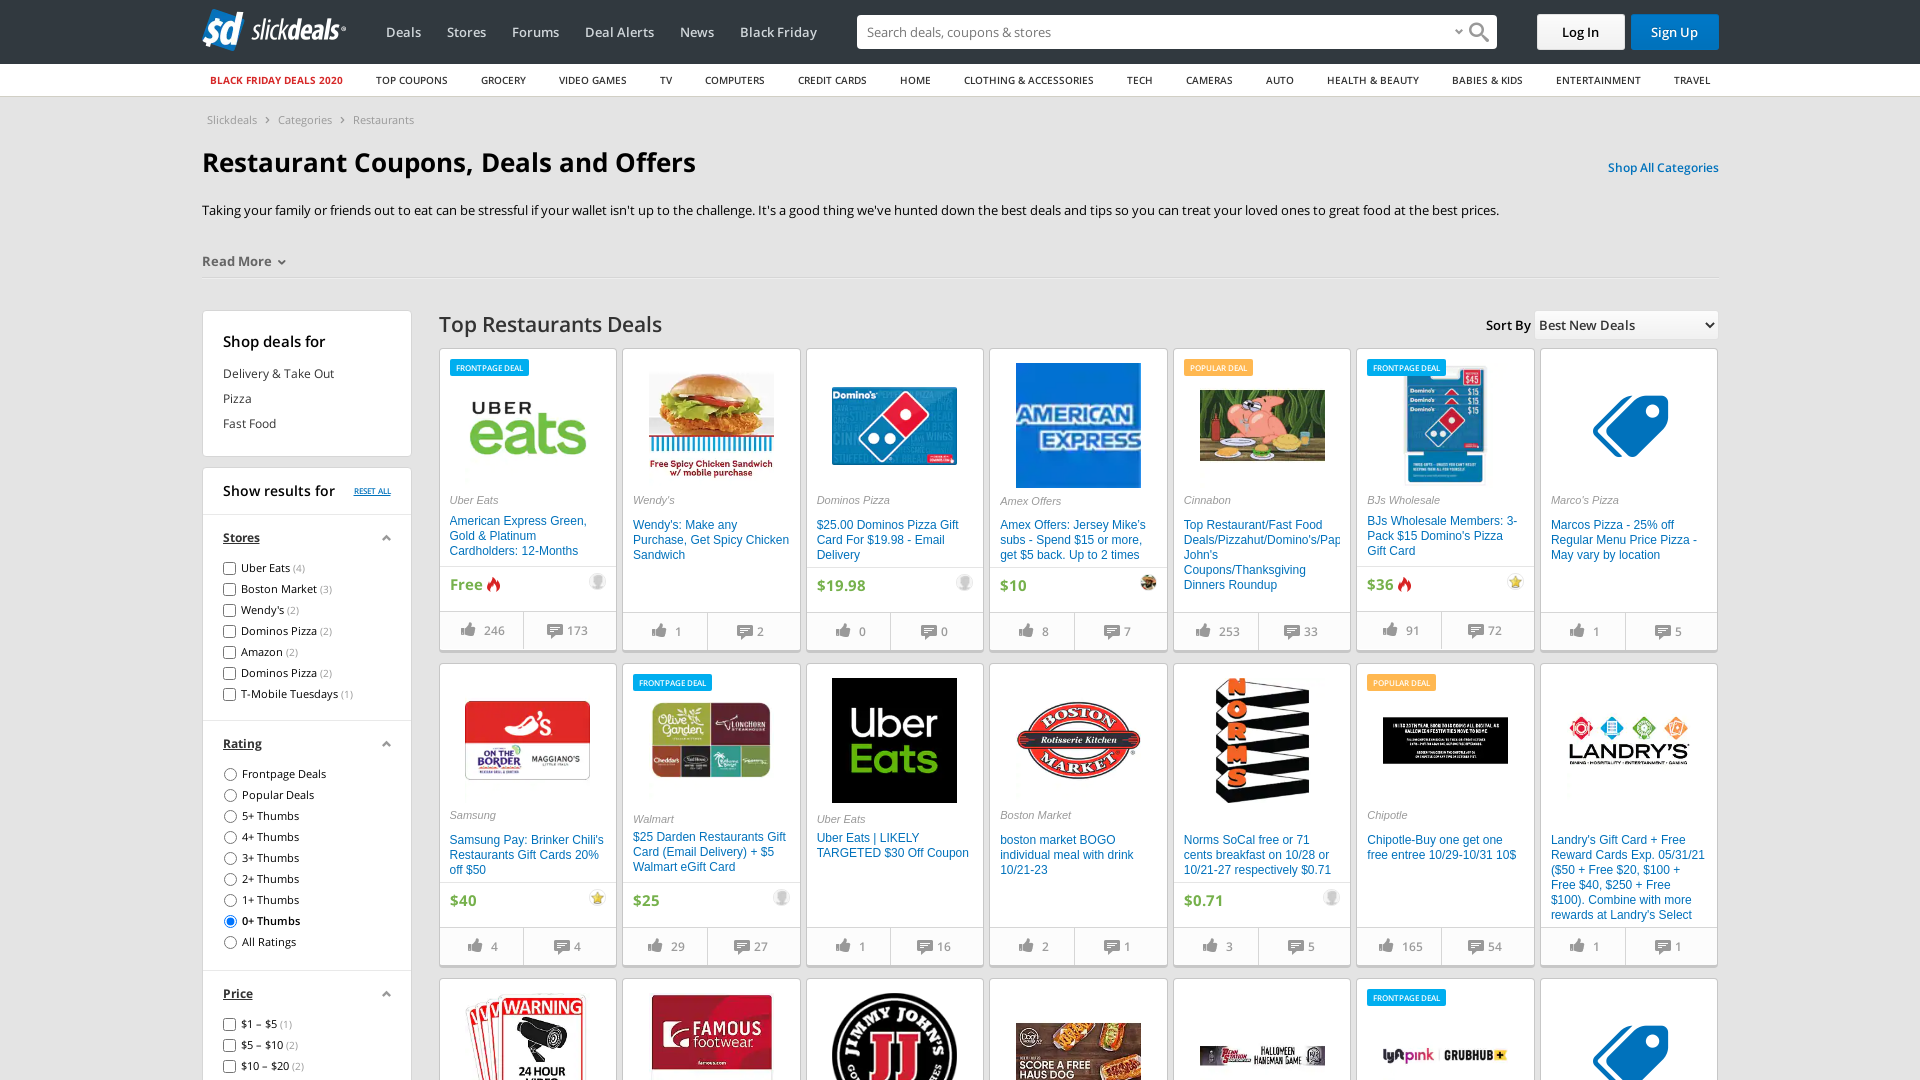 sd slickdeals
Deals
Stores
Forums
Deal Alerts
News
Black Friday
Search deals, coupons & shares
Log In
Sign Up
BLACK FRIDAY DEALS 2020
TOP COUPONS
GROCERY
VIDEO GAMES
TV
COMPUTERS
CREDIT CARDS
HOME
CLOTHING & ACCESSORIES
TECH
CAMERAS
AUTO
HEALTH & BEAUTY
BABIES & KIDS
ENTERTAINMENT
TRAVEL
Slickdeals > Categories > Restaurants
Restaurant Coupons, Deals and Offers
Shop All Categories
Taking your family or friends out to eat can be stressful if your wallet isn't up to the challenge. It's a good thing we've hunted down the best deals and tips so you can treat your loved ones to great food at the best prices.
Read More
Shop deals for
Delivery & Take Out
Pizza
Fast Food
Show results for
RESET ALL
Stores
Uber Eats (4)
Boston Market (3)
Wendy's (2)
Dominos Pizza (2)
Amazon (2)
Dominos Pizza (2)
T-Mobile Tuesdays (1)
Rating
Frontpage Deals
Popular Deals
5+ Thumbs
4+ Thumbs
3+ Thumbs
2+ Thumbs
1+ Thumbs
0+ Thumbs
All Ratings
Price
$1 – $5 (1)
$5 – $10 (2)
$10 – $20 (2)
Top Restaurants Deals
Sort By Best New Deals
FRONTPAGE DEAL
UBER
eats
Uber Eats
American Express Green,
Gold & Platinum
Cardholders: 12-Months
Free
246
173
Free Spicy Chicken Sandwich
w/ mobile purchase
Wendy's
Wendy's: Make any
Purchase, Get Spicy Chicken
Sandwich
1
2
Domino's
Dominos Pizza
$25.00 Dominos Pizza Gift
Card For $19.98 - Email
Delivery
$19.98
0
0
AMERICAN
EXPRESS
Amex Offers
Amex Offers: Jersey Mike's
subs - Spend $15 or more,
get $5 back. Up to 2 times
$10
8
7
POPULAR DEAL
Cinnabon
Top Restaurant/Fast Food
Deals/Pizzahut/Domino's/Pap
John's
Coupons/Thanksgiving
Dinners Roundup
253
33
FRONTPAGE DEAL
$45
Domino's
$15
$15
$15
BJs Wholesale
BJs Wholesale Members: 3-
Pack $15 Domino's Pizza
Gift Card
$36
91
72
Marco's Pizza
Marcos Pizza - 25% off
Regular Menu Price Pizza -
May vary by location
1
5
's
ON THE
BORDER
MAGGIANO'S
Samsung
Samsung Pay: Brinker Chili's
Restaurants Gift Cards 20%
off $50
$40
4
4
FRONTPAGE DEAL
Olive
Garden
LONGHORN
STEAKHOUSE
Cheddar's
Walmart
$25 Darden Restaurants Gift
Card (Email Delivery) + $5
Walmart eGift Card
$25
29
27
Uber
Eats
Uber Eats
Uber Eats | LIKELY
TARGETED $30 Off Coupon
1
16
BOSTON
Rotisserie Kitchen
MARKET
Boston Market
boston market BOGO
individual meal with drink
10/21-23
2
1
NORMS
Norms SoCal free or 71
cents breakfast on 10/28 or
10/21-27 respectively $0.71
$0.71
3
5
POPULAR DEAL
Chipotle
Chipotle-Buy one get one
free entree 10/29-10/31 10$
165
54
LANDRY'S
DINING • HOSPITALITY • ENTERTAINMENT • GAMING
Landry's Gift Card + Free
Reward Cards Exp. 05/31/21
($50 + Free $20, $100 +
Free $40, $250 + Free
$100). Combine with more
rewards at Landry's Select
1
1
WARNING
24 HOUR
FAMOUS
footwear.
famous.com
JIMMY JOHN'S
JJ
SCORE A FREE
HAUS DOG
HALLOWEEN
HANGMAN GAME
FRONTPAGE DEAL
lyft pink | GRUBHUB+